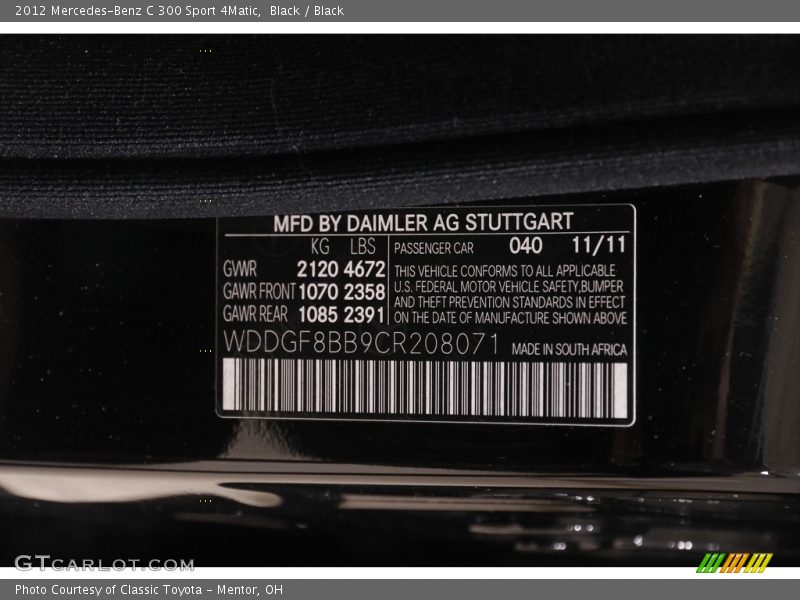 2012 Mercedes-Benz C 300 Sport 4Matic,  Black / Black
MFD BY DAIMLER AG STUTTGART
KG LBS PASSENGER CAR 040 11/11
GVWR 2120 4672 THIS VEHICLE CONFORMS TO ALL APPLICABLE
GAWR FRONT 1070 2358 U.S. FEDERAL MOTOR VEHICLE SAFETY,BUMPER
AND THEFT PREVENTION STANDARDS IN EFFECT
GAWR REAR 1085 2391 ON THE DATE OF MANUFACTURE SHOWN ABOVE
WDDGF8BB9CR208071 MADE IN SOUTH AFRICA
GTCARLOT.COM
Photo Courtesy of Classic Toyota - Mentor, OH